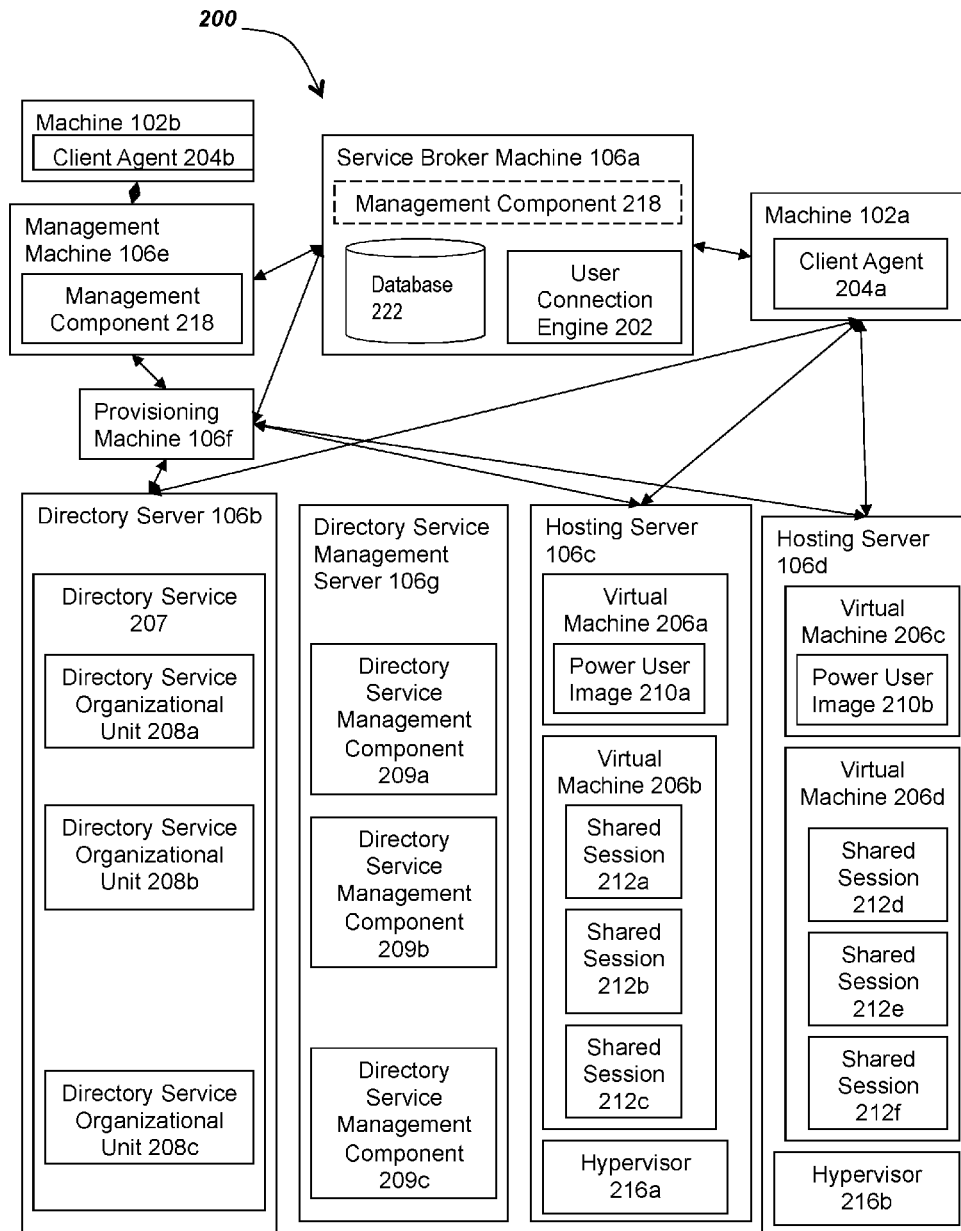 200
Machine 102b
Client Agent 204b
Management
Machine 106e
Management
Component 218
Service Broker Machine 106a
Management Component 218
Database
222
User
Connection
Engine 202
Machine 102a
Client Agent
204a
Provisioning
Machine 106f
Directory Server 106b
Directory Service
207
Directory Service
Organizational
Unit 208a
Directory Service
Organizational
Unit 208b
Directory Service
Organizational
Unit 208c
Directory Service
Management
Server 106g
Directory
Service
Management
Component
209a
Directory
Service
Management
Component
209b
Directory
Service
Management
Component
209c
Hosting Server
106c
Virtual
Machine 206a
Power User
Image 210a
Virtual
Machine 206b
Shared
Session
212a
Shared
Session
212b
Shared
Session
212c
Hypervisor
216a
Hosting Server
106d
Virtual
Machine 206c
Power User
Image 210b
Virtual
Machine 206d
Shared
Session
212d
Shared
Session
212e
Shared
Session
212f
Hypervisor
216b